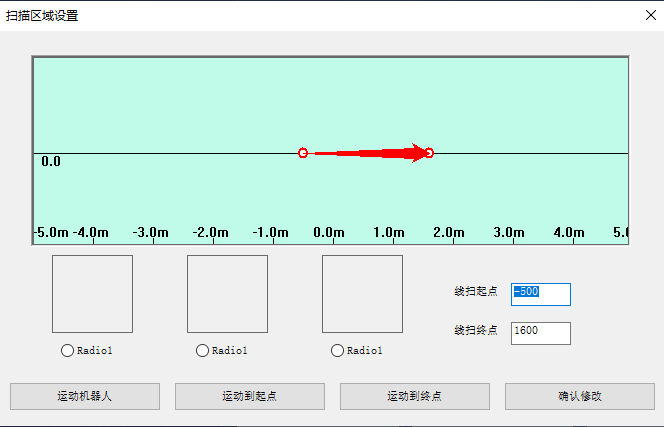 扫描区域设置
0.0
-5.0m -4.0m -3.0m -2.0m -1.0m 0.0m 1.0m 2.0m 3.0m 4.0m 5.0
线扫起点 -500
线扫终点 1600
Radio1 Radio1 Radio1
运动机器人 运动到起点 运动到终点 确认修改